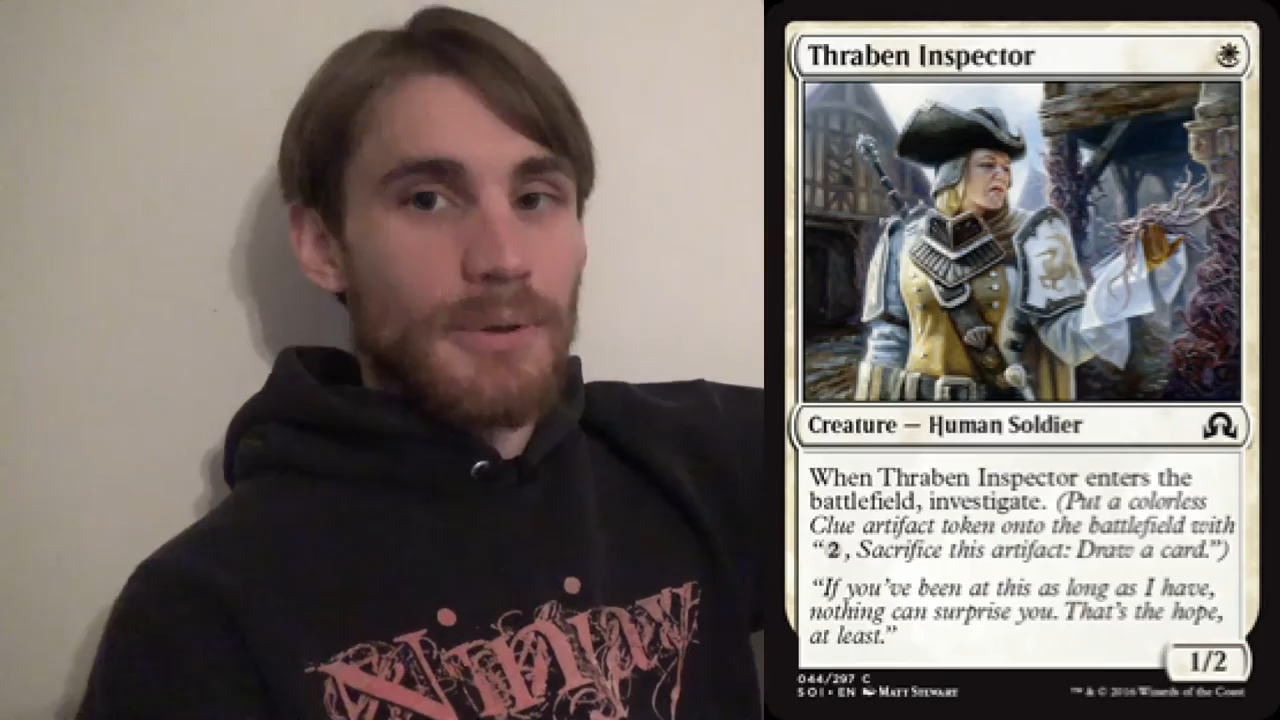 Ninjaw
Thraben Inspector
Creature — Human Soldier
When Thraben Inspector enters the
battlefield, investigate. (Put a colorless
Clue artifact token onto the battlefield with
“2, Sacrifice this artifact: Draw a card.”)
“If you’ve been at this as long as I have,
nothing can surprise you. That’s the hope,
at least.”
1/2
044/297 C
SOI • EN Matt Stewart
™ & © 2016 Wizards of the Coast